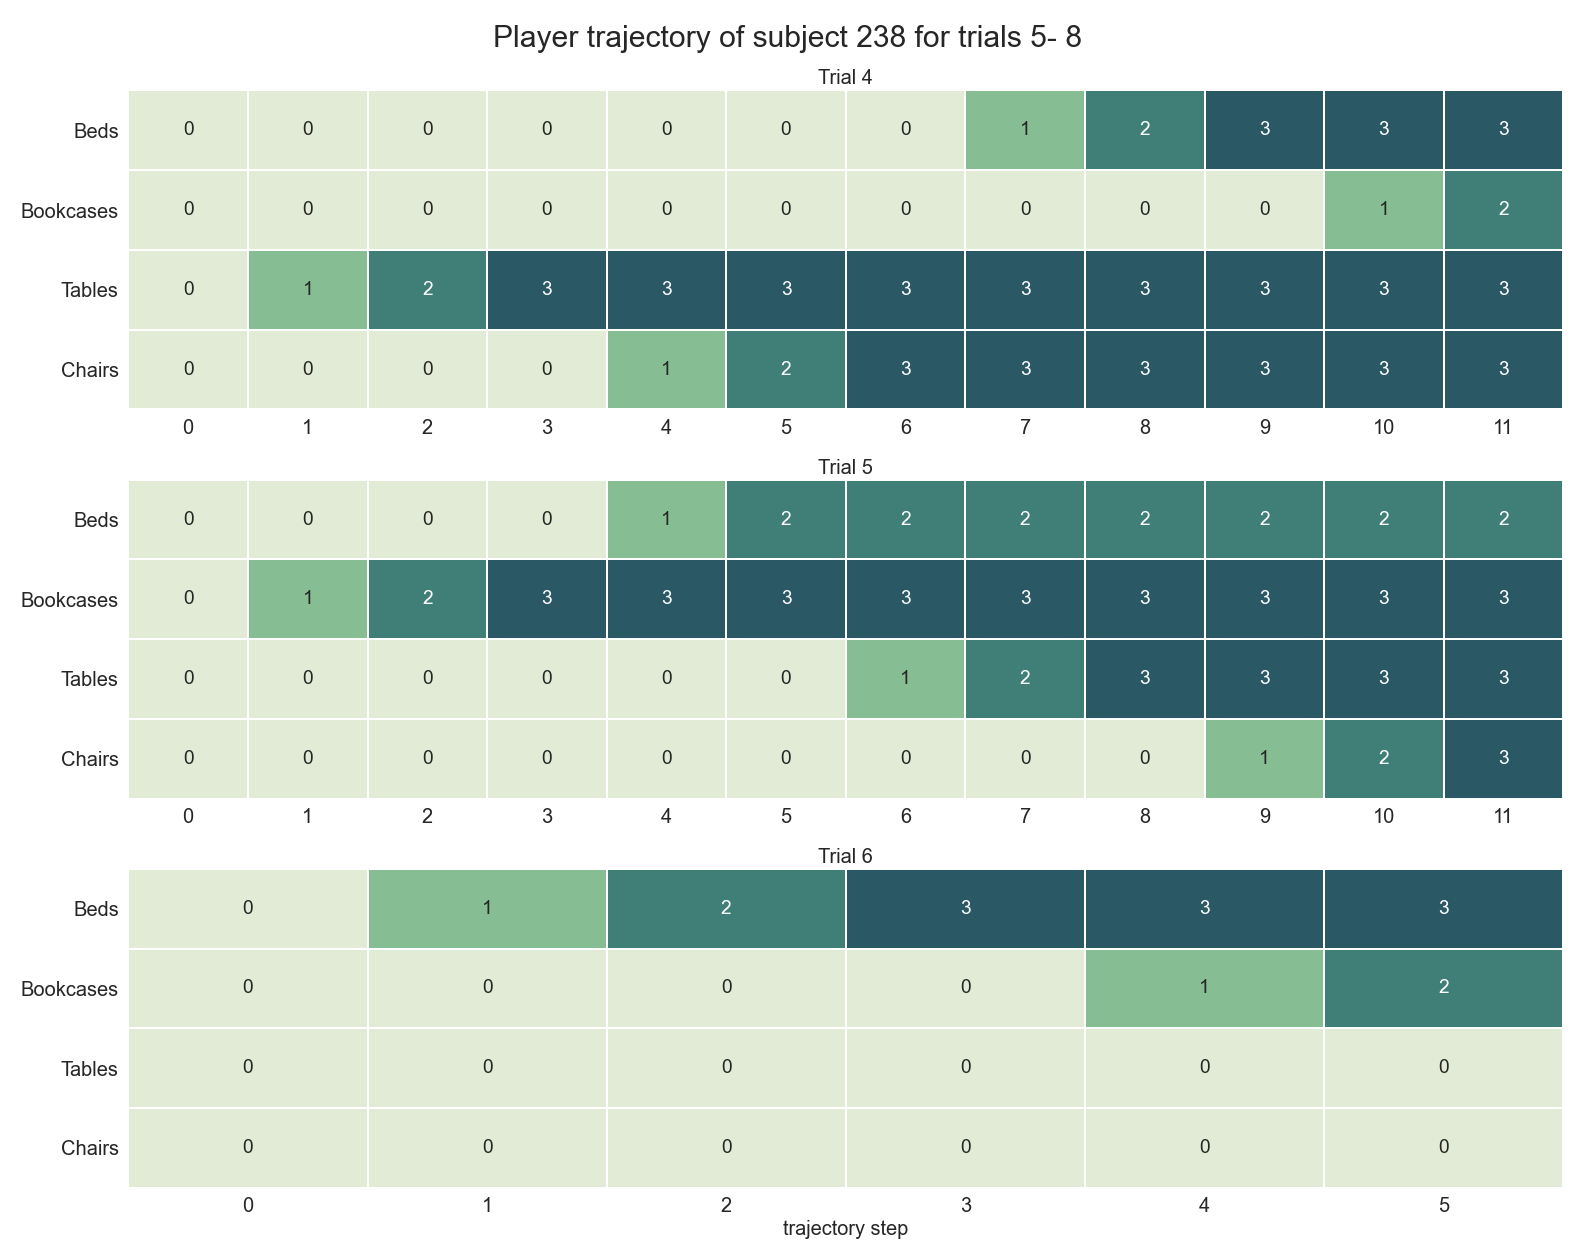 Player trajectory of subject 238 for trials 5- 8
Trial 4
Beds 0 0 0 0 0 0 0 1 2 3 3 3
Bookcases 0 0 0 0 0 0 0 0 0 0 1 2
Tables 0 1 2 3 3 3 3 3 3 3 3 3
Chairs 0 0 0 0 1 2 3 3 3 3 3 3
0 1 2 3 4 5 6 7 8 9 10 11
Trial 5
Beds 0 0 0 0 1 2 2 2 2 2 2 2
Bookcases 0 1 2 3 3 3 3 3 3 3 3 3
Tables 0 0 0 0 0 0 1 2 3 3 3 3
Chairs 0 0 0 0 0 0 0 0 0 1 2 3
0 1 2 3 4 5 6 7 8 9 10 11
Trial 6
Beds 0 1 2 3 3 3
Bookcases 0 0 0 0 1 2
Tables 0 0 0 0 0 0
Chairs 0 0 0 0 0 0
0 1 2 3 4 5
trajectory step